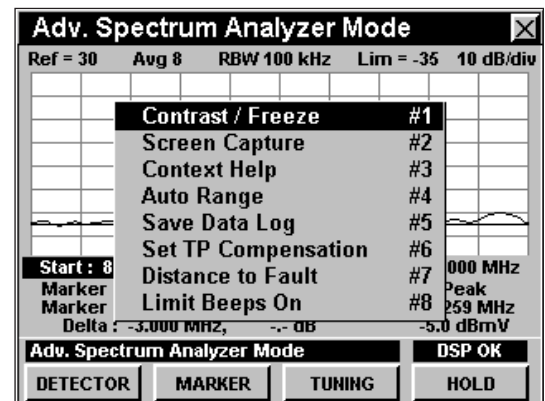 Adv. Spectrum Analyzer Mode
Ref = 30 Avg 8 RBW 100 kHz Lim = -35 10 dB/div
Contrast / Freeze #1
Screen Capture #2
Context Help #3
Auto Range #4
Save Data Log #5
Set TP Compensation #6
Distance to Fault #7
Limit Beeps On #8
Start : 8 000 MHz
Marker Peak
Marker 259 MHz
Delta : -3.000 MHz, -.- dB -5.0 dBmV
Adv. Spectrum Analyzer Mode DSP OK
DETECTOR MARKER TUNING HOLD